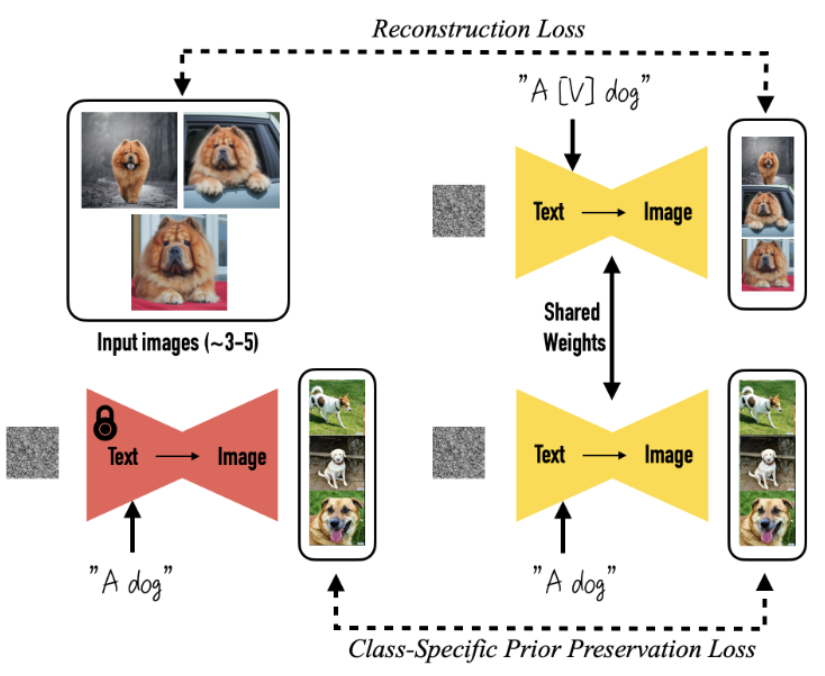 Reconstruction Loss
"A [V] dog"
Text → Image
Input images (~3-5)
Shared
Weights
Text → Image
Text → Image
"A dog"
"A dog"
Class-Specific Prior Preservation Loss